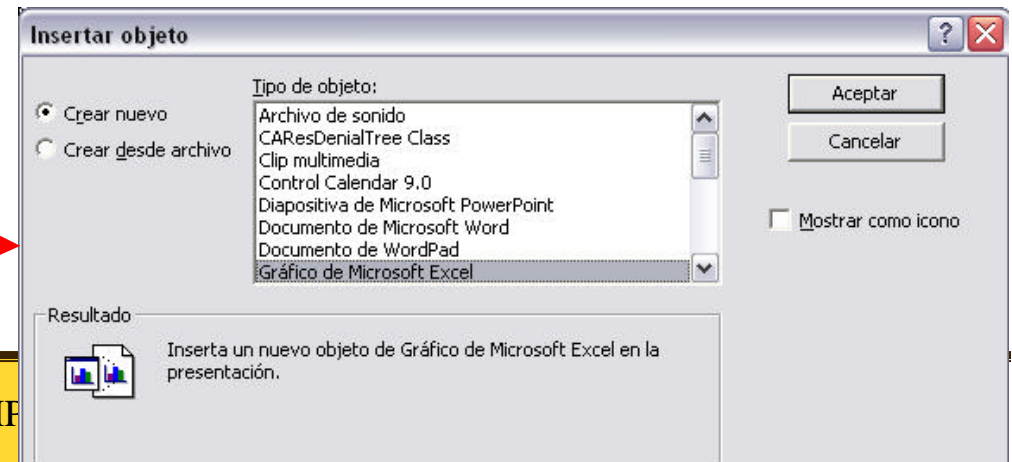 Insertar objeto
Tipo de objeto:
Crear nuevo
Crear desde archivo
Archivo de sonido
CAResDenialTree Class
Clip multimedia
Control Calendar 9.0
Diapositiva de Microsoft PowerPoint
Documento de Microsoft Word
Documento de WordPad
Gráfico de Microsoft Excel
Aceptar
Cancelar
Mostrar como icono
Resultado
Inserta un nuevo objeto de Gráfico de Microsoft Excel en la
presentación.